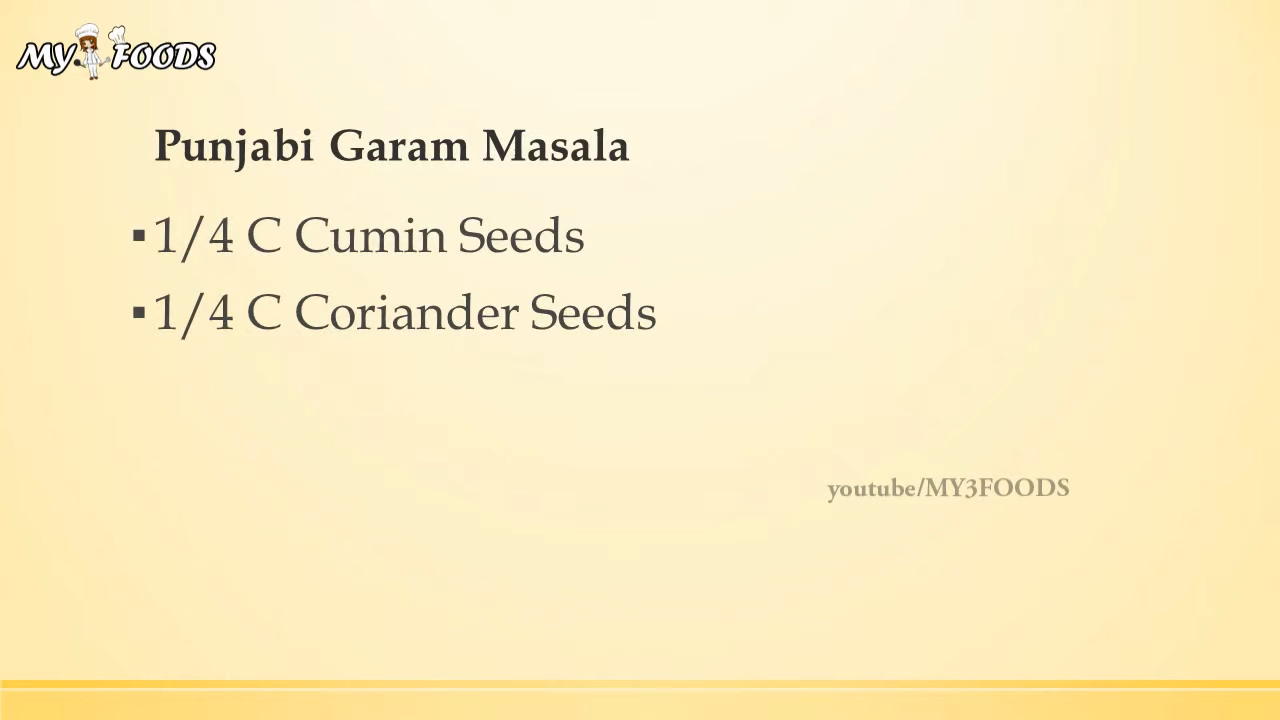 MY FOODS
Punjabi Garam Masala
▪1/4 C Cumin Seeds
▪1/4 C Coriander Seeds
youtube/MY3FOODS